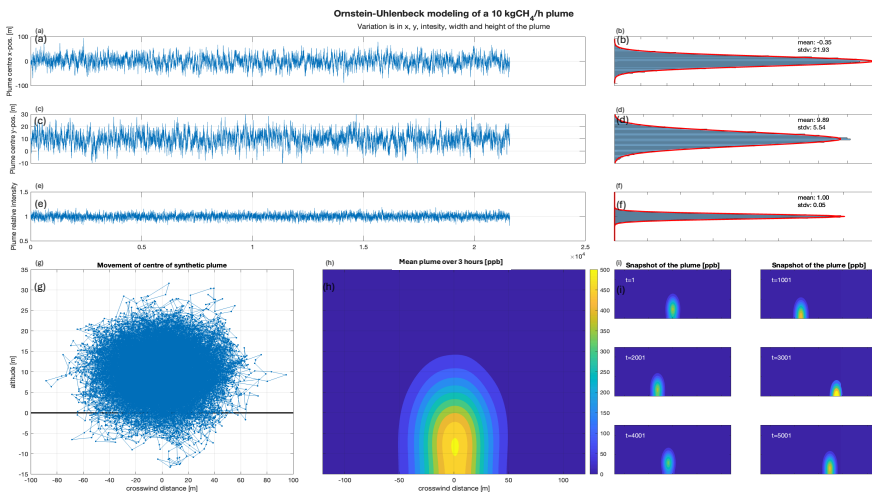 Ornstein-Uhlenbeck modeling of a 10 kgCH4/h plume
Variation is in x, y, intesity, width and height of the plume
(a)
(a)
Plume centre x-pos. [m]
100
0
-100
(b)
(b)
mean: -0.35
stdv: 21.93
(c)
(c)
Plume centre y-pos. [m]
30
20
10
0
-10
(d)
(d)
mean: 9.89
stdv: 5.54
(e)
(e)
Plume relative intensity
1.5
1
0.5
0
0.5
1
1.5
2
2.5
×10^4
(f)
(f)
mean: 1.00
stdv: 0.05
(g)
(g)
Movement of centre of synthetic plume
altitude [m]
35
30
25
20
15
10
5
0
-5
-10
-15
-100
-80
-60
-40
-20
0
20
40
60
80
100
crosswind distance [m]
(h)
(h)
Mean plume over 3 hours [ppb]
-100
-50
0
50
100
crosswind distance [m]
500
450
400
350
300
250
200
150
100
50
0
(i)
(i)
Snapshot of the plume [ppb]
Snapshot of the plume [ppb]
t=1
t=1001
t=2001
t=3001
t=4001
t=5001